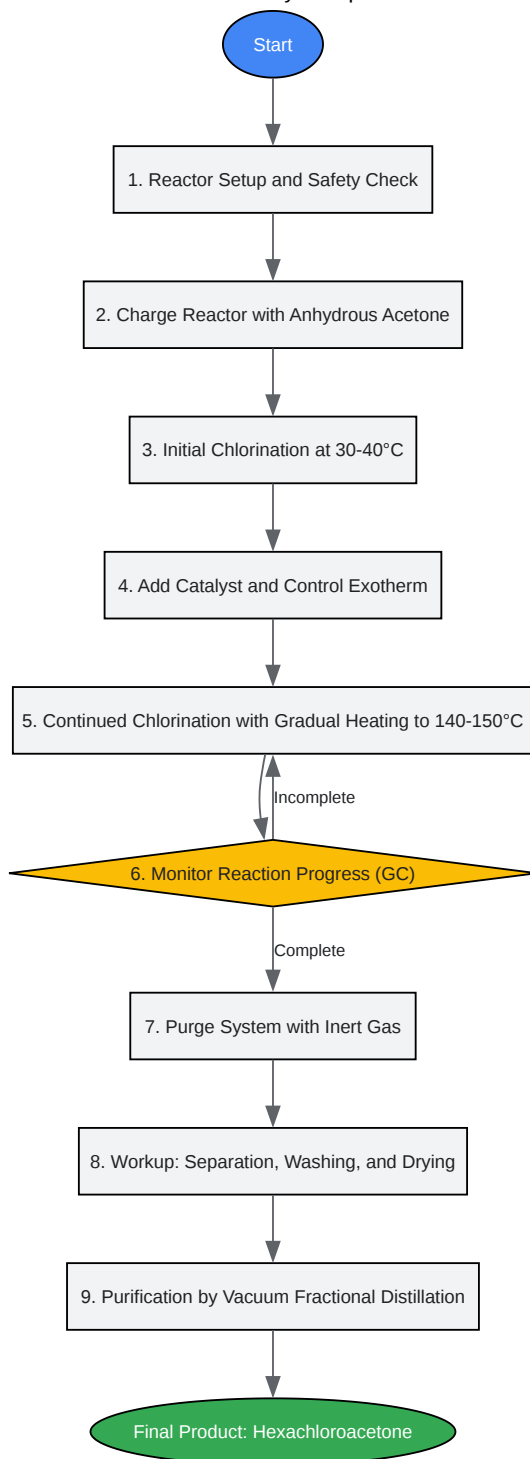 Start
1. Reactor Setup and Safety Check
2. Charge Reactor with Anhydrous Acetone
3. Initial Chlorination at 30-40°C
4. Add Catalyst and Control Exotherm
5. Continued Chlorination with Gradual Heating to 140-150°C
Incomplete
6. Monitor Reaction Progress (GC)
Complete
7. Purge System with Inert Gas
8. Workup: Separation, Washing, and Drying
9. Purification by Vacuum Fractional Distillation
Final Product: Hexachloroacetone